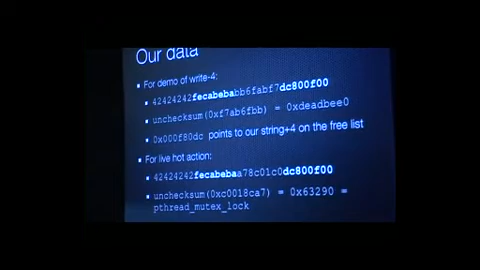 Our data
For demo of write-4:
42424242fecabebabb6fabf7dc800f00
unchecksum(0xf7ab6fbb) = 0xdeadbee0
0x000f80dc points to our string+4 on the free list
For live hot action:
42424242fecabebaa78c01c0dc800f00
unchecksum(0xc0018ca7) = 0x63290 =
pthread_mutex_lock